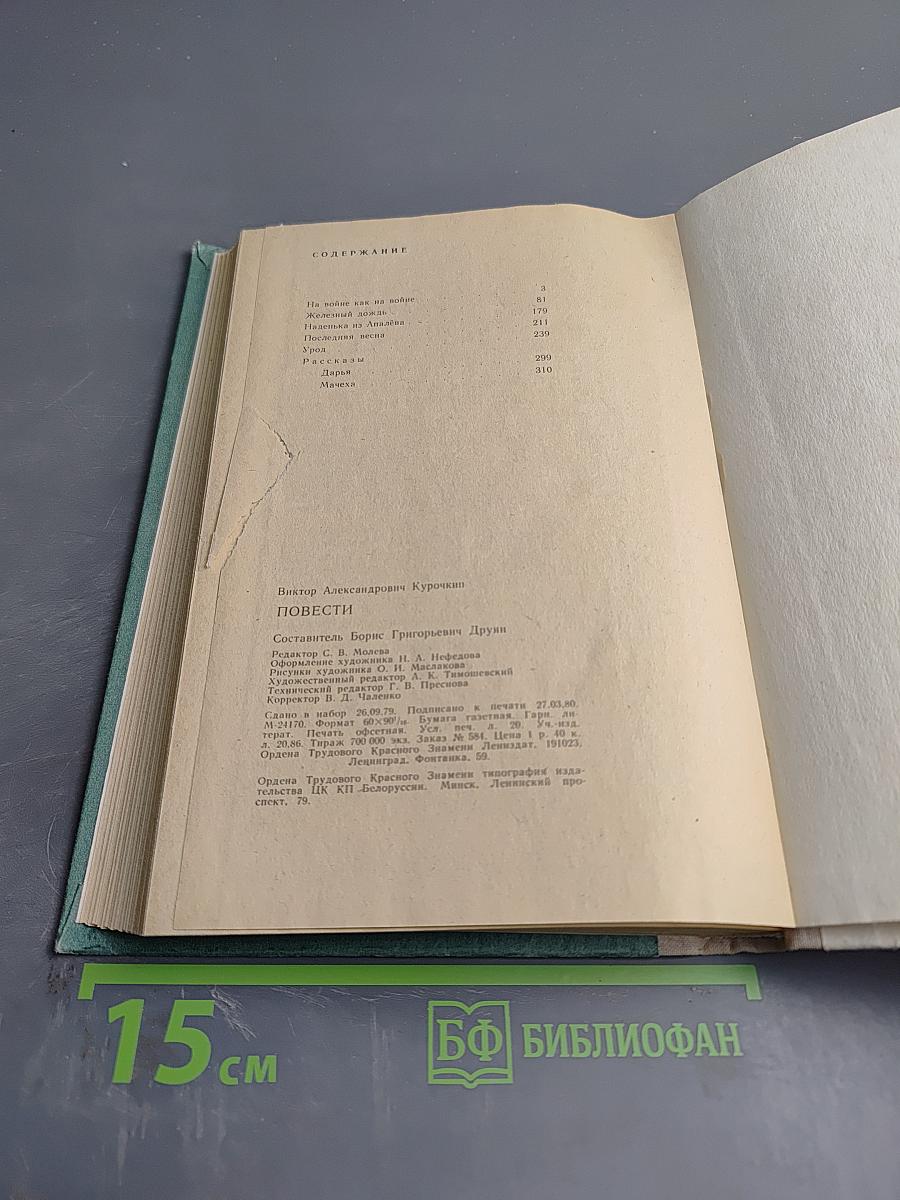 СОДЕРЖАНИЕ
На войне как на войне 3
Железный дождь 81
Наденька из Апалёва 179
Последняя весна 211
Урод 239
Рассказы
Дарья 299
Мачеха 310
Виктор Александрович Курочкин
ПОВЕСТИ
Составитель Борис Григорьевич Друян
Редактор С. В. Молева
Оформление художника Н. А. Нефедова
Рисунки художника О. И. Маслакова
Художественный редактор А. К. Тимошевский
Технический редактор Г. В. Преснова
Корректор В. Д. Чаленко
Сдано в набор 26.09.79. Подписано к печати 27.03.80.
М-24170. Формат 60×90¹/₁₆. Бумага газетная. Гарн. ли-
терат. Печать офсетная. Усл. печ. л. 20. Уч.-изд.
л. 20,86. Тираж 700 000 экз. Заказ № 584. Цена 1 р. 40 к.
Ордена Трудового Красного Знамени Лениздат, 191023,
Ленинград, Фонтанка, 59.
Ордена Трудового Красного Знамени типография изда-
тельства ЦК КП Белоруссии. Минск, Ленинский про-
спект, 79.
15 см
БФ БИБЛИОФАН